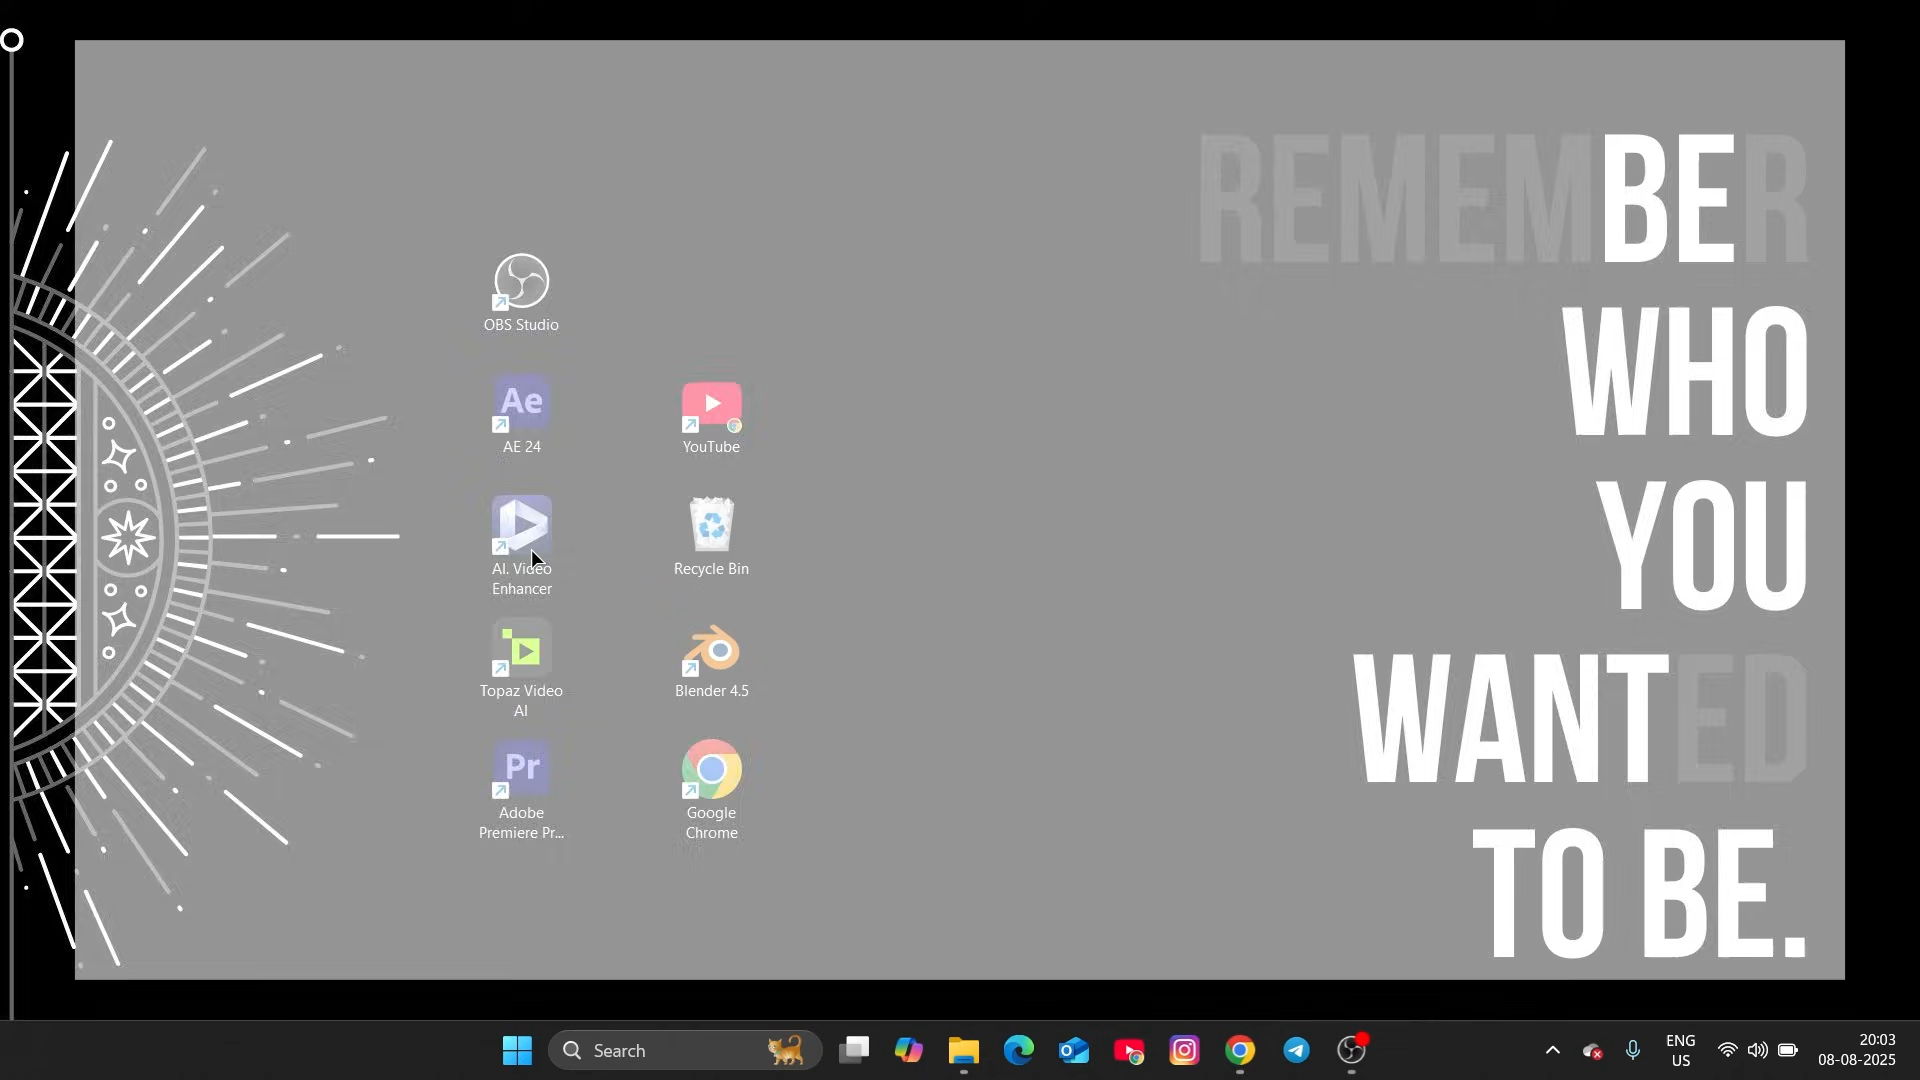 REMEMBER
WHO
YOU
WANTED
TO BE.
OBS Studio
Ae
AE 24
YouTube
AI. Video
Enhancer
Recycle Bin
Topaz Video
AI
Blender 4.5
Pr
Adobe
Premiere Pr...
Google
Chrome
Search
ENG
US
20:03
08-08-2025